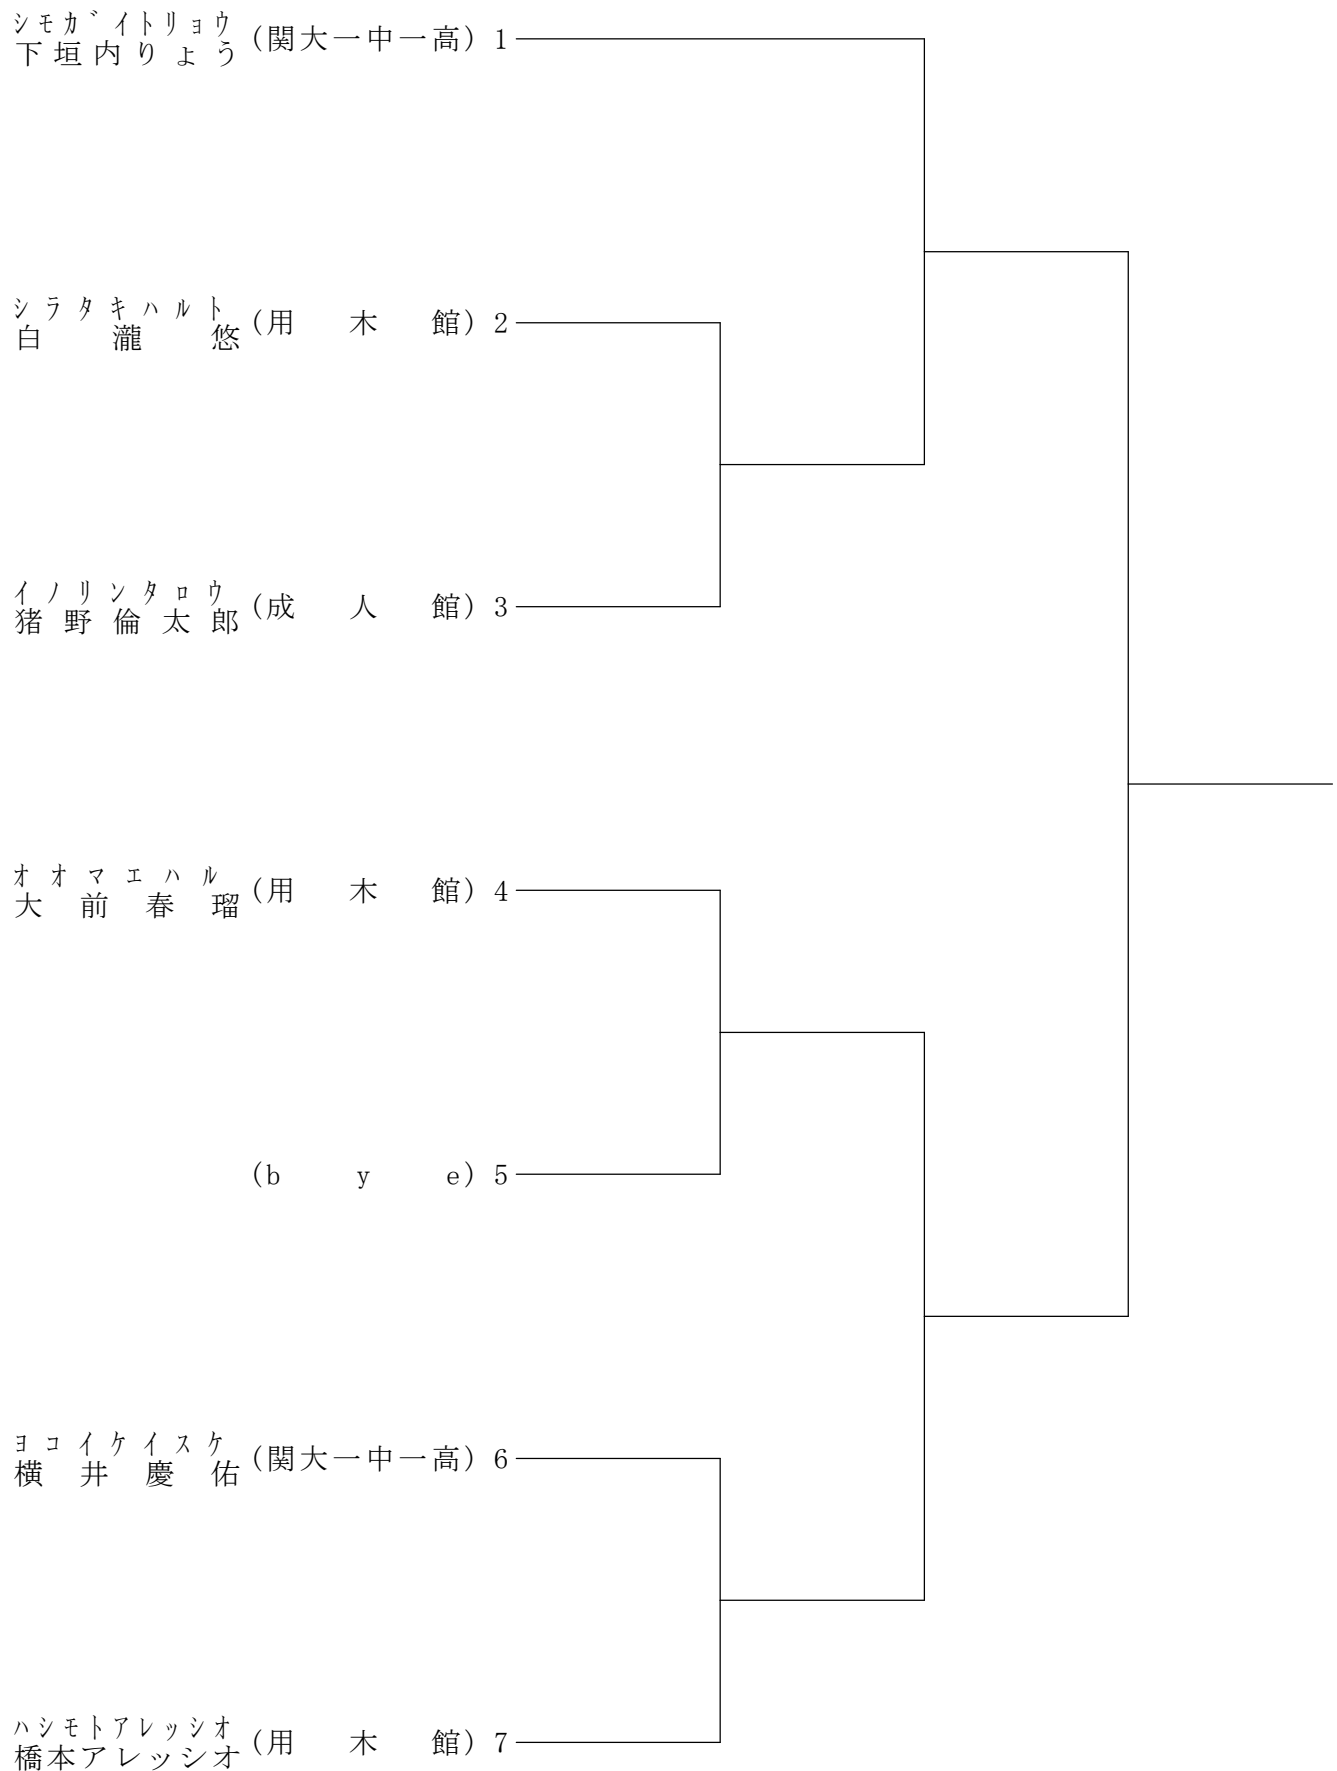 シモガイトリョウ
下垣内りょう (関大一中一高) 1
シラタキハルト
白瀧悠 (用木館) 2
イノリンタロウ
猪野倫太郎 (成人館) 3
オオマエハル
大前春瑠 (用木館) 4
(bye) 5
ヨコイケイスケ
横井慶佑 (関大一中一高) 6
ハシモトアレッシオ
橋本アレッシオ (用木館) 7